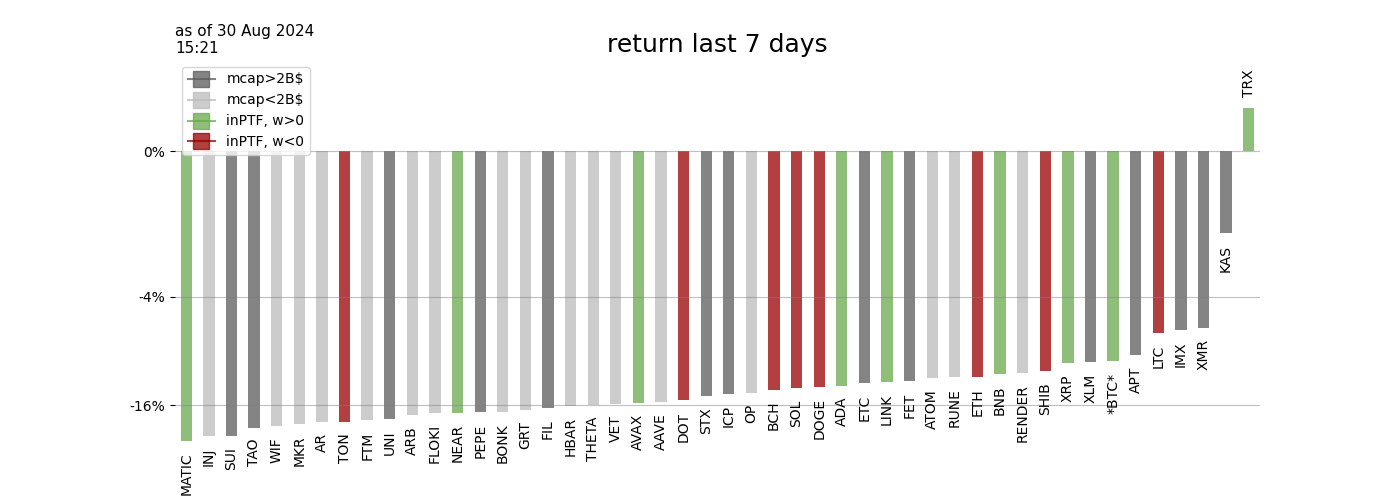 as of 30 Aug 2024
15:21
return last 7 days
mcap>2B$
mcap<2B$
inPTF, w>0
inPTF, w<0
0%
-4%
-16%
MATIC
INJ
SUI
TAO
WIF
MKR
AR
TON
FTM
UNI
ARB
FLOKI
NEAR
PEPE
BONK
GRT
FIL
HBAR
THETA
VET
AVAX
AAVE
DOT
STX
ICP
OP
BCH
SOL
DOGE
ADA
ETC
LINK
FET
ATOM
RUNE
ETH
BNB
RENDER
SHIB
XRP
XLM
*BTC*
APT
LTC
IMX
XMR
KAS
TRX